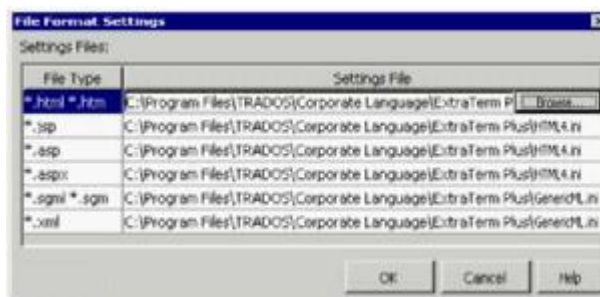 File Format Settings
Settings Files:
File Type Settings File
*.html *.htm C:\Program Files\TRADOS\Corporate Language\ExtraTerm P Browse...
*.jsp C:\Program Files\TRADOS\Corporate Language\ExtraTerm Plus\HTML4.ini
*.asp C:\Program Files\TRADOS\Corporate Language\ExtraTerm Plus\HTML4.ini
*.aspx C:\Program Files\TRADOS\Corporate Language\ExtraTerm Plus\HTML4.ini
*.sgml *.sgm C:\Program Files\TRADOS\Corporate Language\ExtraTerm Plus\GenericML.ini
*.xml C:\Program Files\TRADOS\Corporate Language\ExtraTerm Plus\GenericML.ini
OK Cancel Help